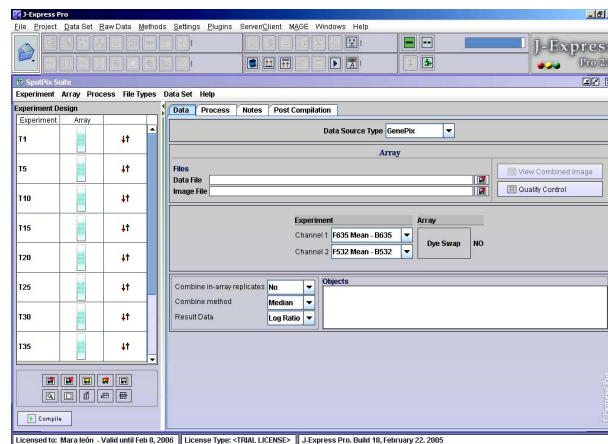 J-Express Pro
File Project Data Set Raw Data Methods Settings Plugins Server/Client MAGE Windows Help
J-Express
Pro
SpotPix Suite
Experiment Array Process File Types Data Set Help
Experiment Design
Experiment Array
T1
T5
T10
T15
T20
T25
T30
T35
Compile
Data Process Notes Post Compilation
Data Source Type GenePix
Array
Files
Data File
Image File
View Combined Image
Quality Control
Experiment Array
Channel 1 F635 Mean - B635
Channel 2 F532 Mean - B532
Dye Swap NO
Combine in-array replicates No
Combine method Median
Result Data Log Ratio
Objects
Licensed to: Mara león - Valid until Feb 8, 2006 License Type: <TRIAL LICENSE> J-Express Pro. Build 18, February 22. 2005